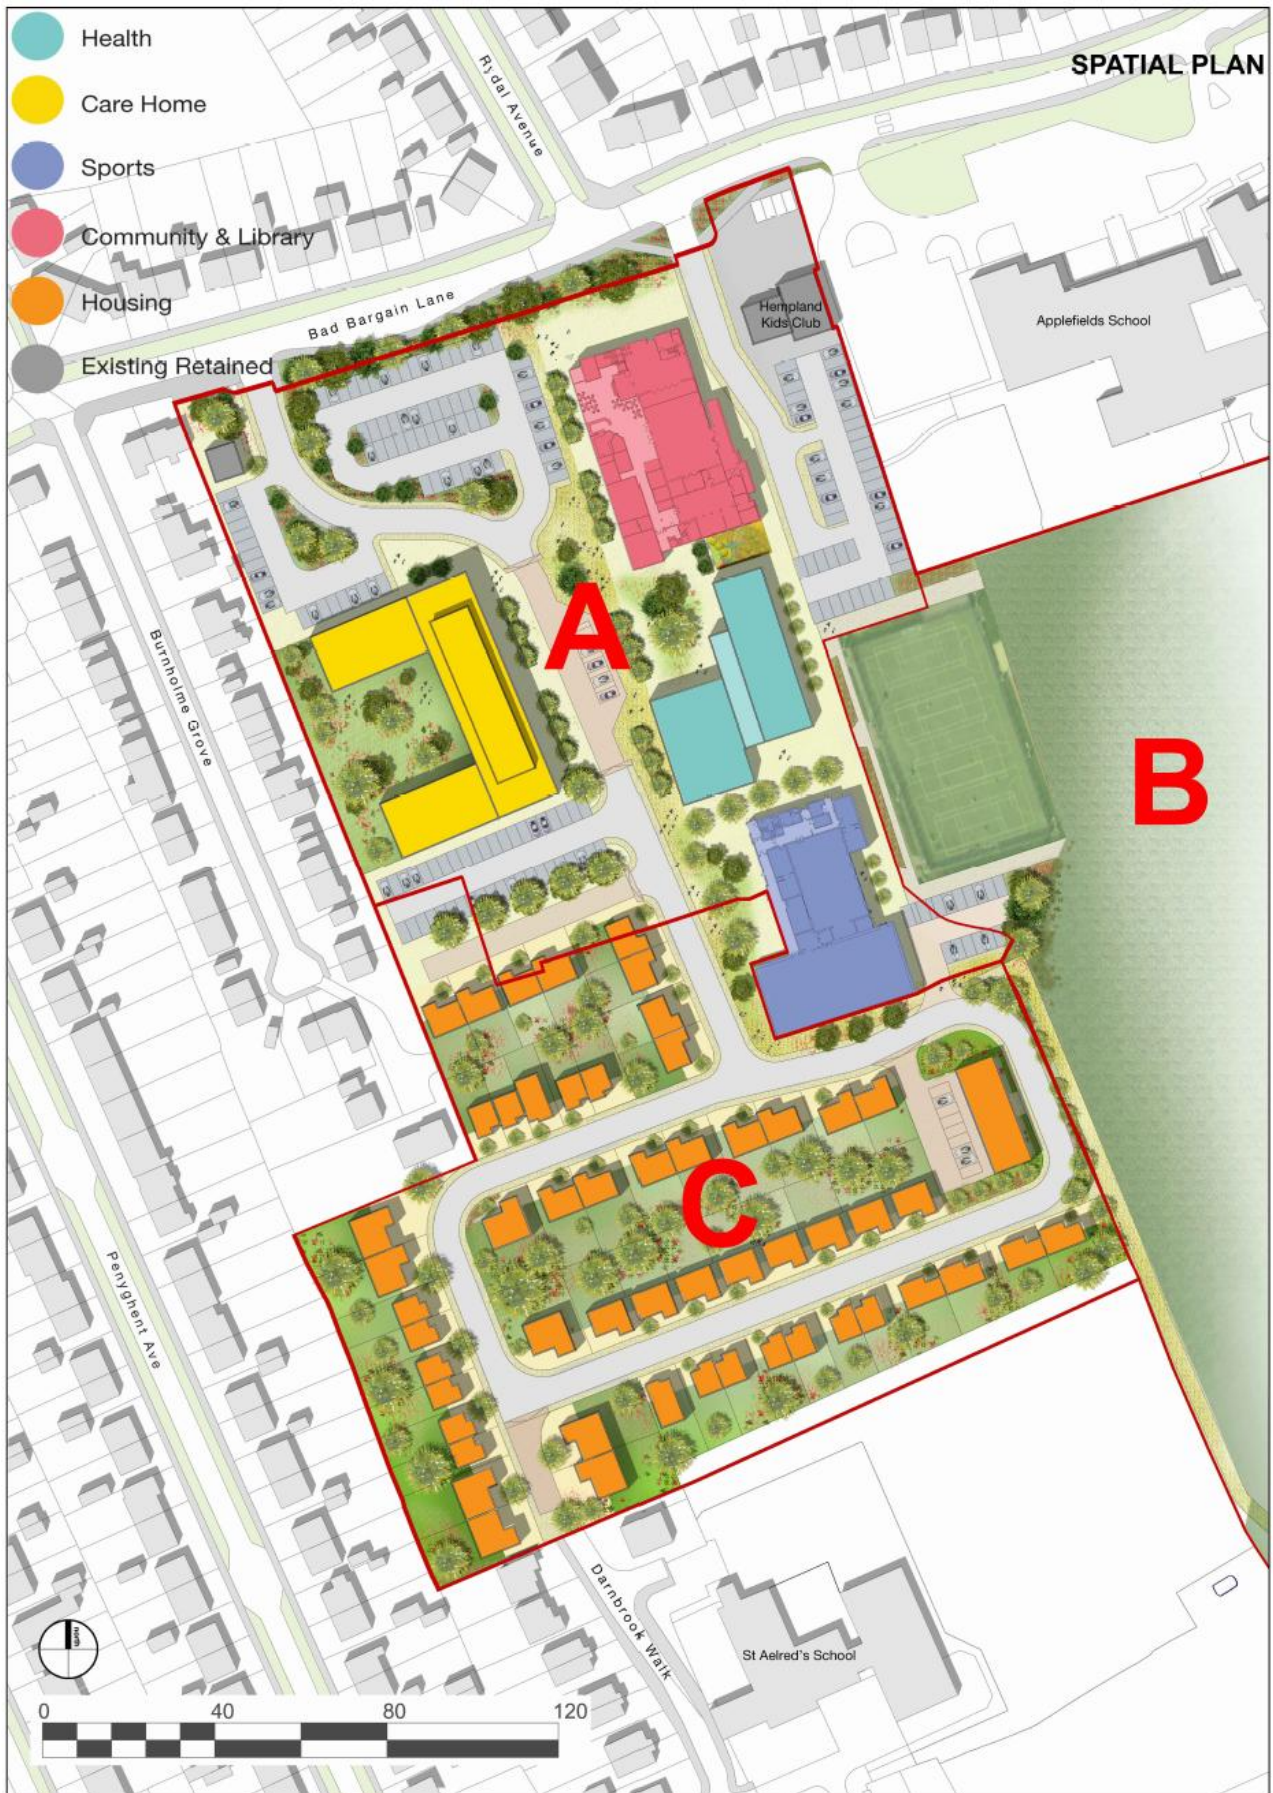 Health
SPATIAL PLAN
Care Home
Sports
Community & Library
Housing
Existing Retained
Rydal Avenue
Bad Bargain Lane
Hempland
Kids Club
Applefields School
A
Burnholme Grove
B
C
Penyghent Ave
Darnbrook Walk
St Aelred's School
north
0 40 80 120